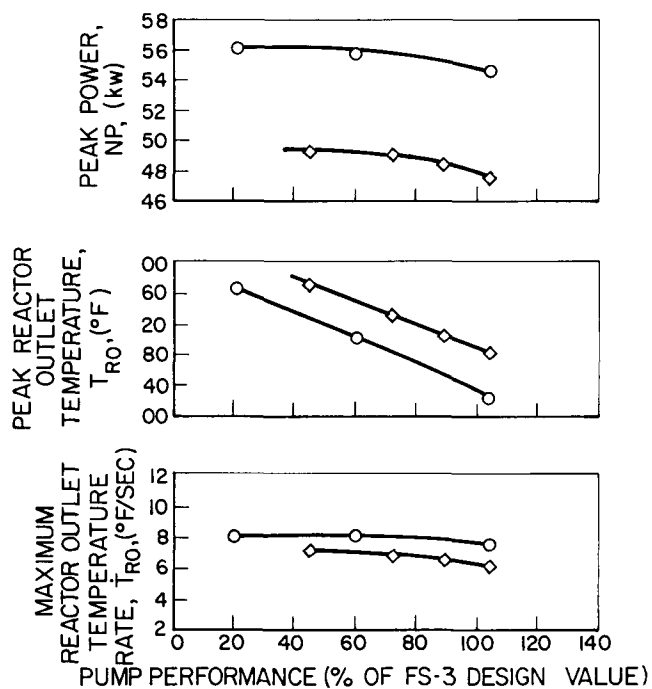 PEAK POWER,
NP, (kw)
58
56
54
52
50
48
46
PEAK REACTOR
OUTLET
TEMPERATURE,
TRO, (°F)
00
60
20
80
40
00
MAXIMUM
REACTOR OUTLET
TEMPERATURE
RATE, ṪRO, (°F/SEC)
12
10
8
6
4
2
0 20 40 60 80 100 120 140
PUMP PERFORMANCE (% OF FS-3 DESIGN VALUE)